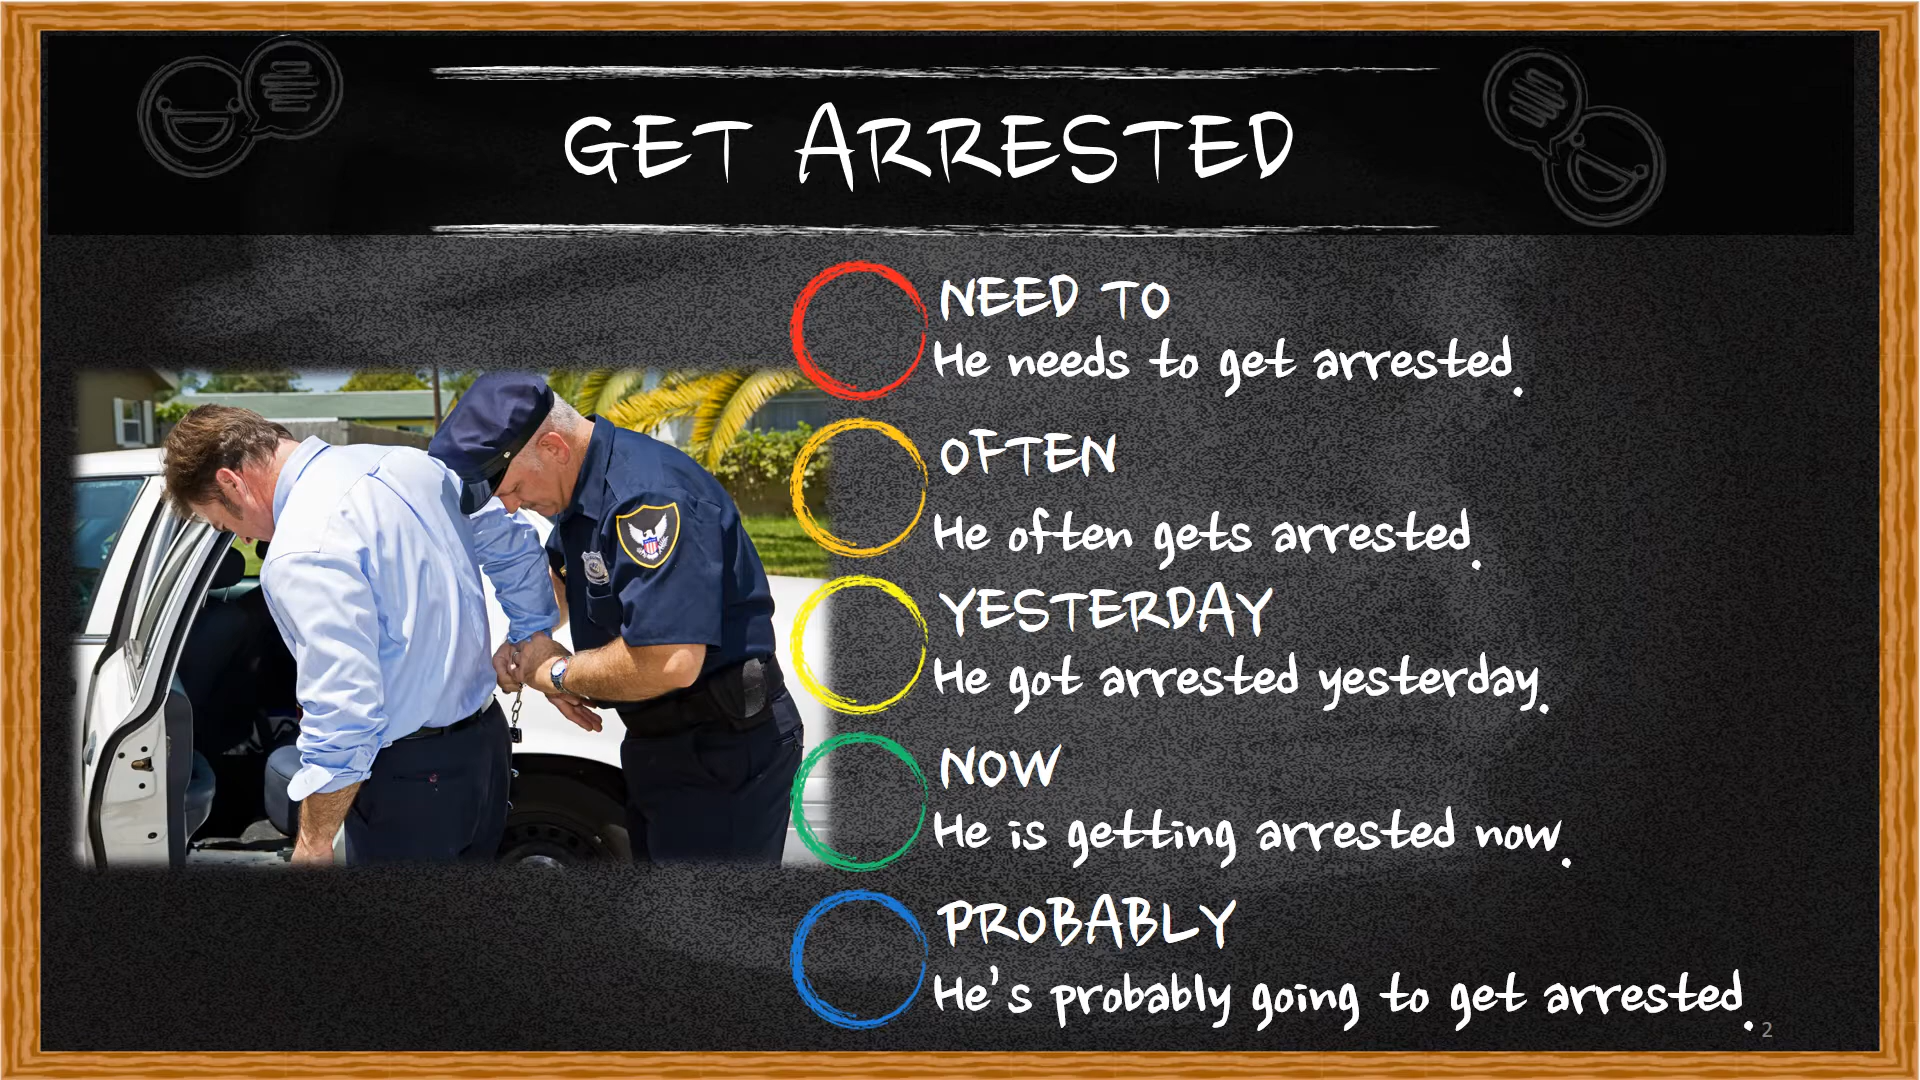 GET ARRESTED
NEED TO
He needs to get arrested.
OFTEN
He often gets arrested.
YESTERDAY
He got arrested yesterday.
NOW
He is getting arrested now.
PROBABLY
He's probably going to get arrested.
2